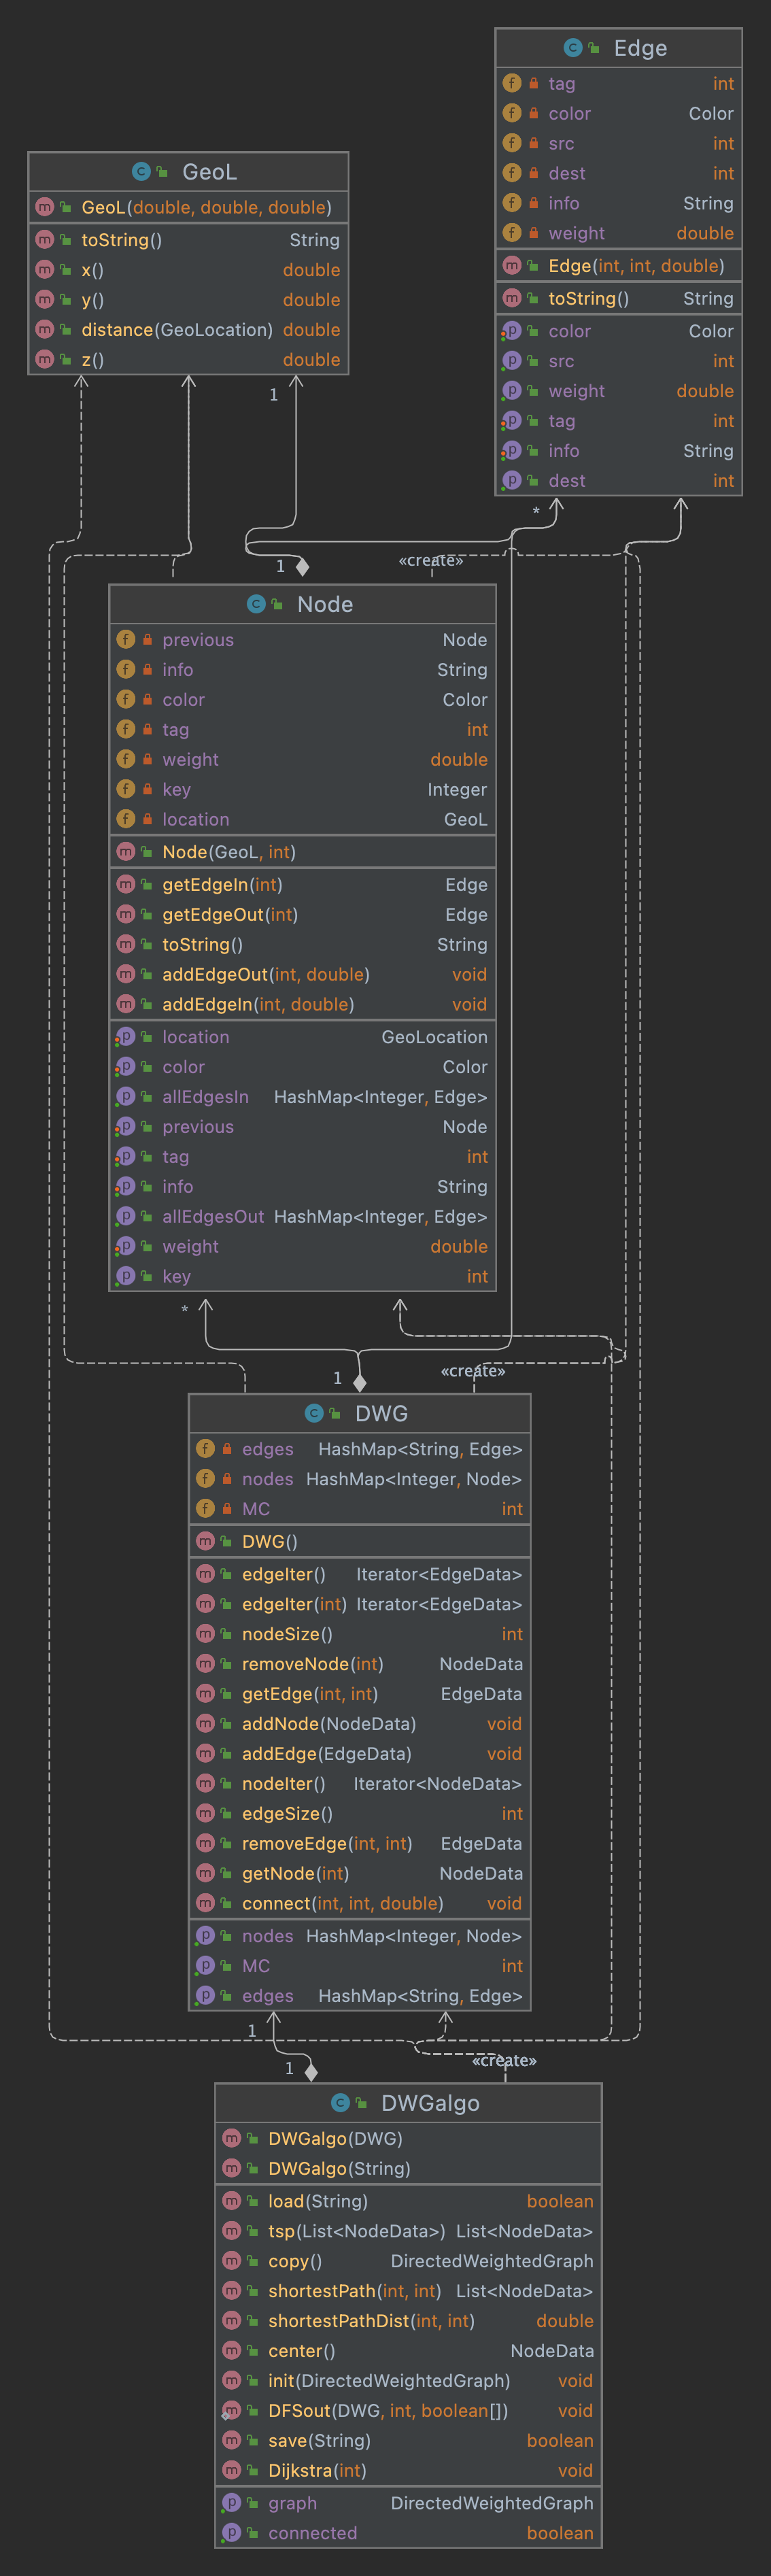 Edge
tag int
color Color
src int
dest int
info String
weight double
Edge(int, int, double)
toString() String
color Color
src int
weight double
tag int
info String
dest int
GeoL
GeoL(double, double, double)
toString() String
x() double
y() double
distance(GeoLocation) double
z() double
1
*
1
«create»
Node
previous Node
info String
color Color
tag int
weight double
key Integer
location GeoL
Node(GeoL, int)
getEdgeIn(int) Edge
getEdgeOut(int) Edge
toString() String
addEdgeOut(int, double) void
addEdgeIn(int, double) void
location GeoLocation
color Color
allEdgesIn HashMap<Integer, Edge>
previous Node
tag int
info String
allEdgesOut HashMap<Integer, Edge>
weight double
key int
*
1
«create»
DWG
edges HashMap<String, Edge>
nodes HashMap<Integer, Node>
MC int
DWG()
edgeIter() Iterator<EdgeData>
edgeIter(int) Iterator<EdgeData>
nodeSize() int
removeNode(int) NodeData
getEdge(int, int) EdgeData
addNode(NodeData) void
addEdge(EdgeData) void
nodeIter() Iterator<NodeData>
edgeSize() int
removeEdge(int, int) EdgeData
getNode(int) NodeData
connect(int, int, double) void
nodes HashMap<Integer, Node>
MC int
edges HashMap<String, Edge>
1
1
«create»
DWGalgo
DWGalgo(DWG)
DWGalgo(String)
load(String) boolean
tsp(List<NodeData>) List<NodeData>
copy() DirectedWeightedGraph
shortestPath(int, int) List<NodeData>
shortestPathDist(int, int) double
center() NodeData
init(DirectedWeightedGraph) void
DFSout(DWG, int, boolean[]) void
save(String) boolean
Dijkstra(int) void
graph DirectedWeightedGraph
connected boolean